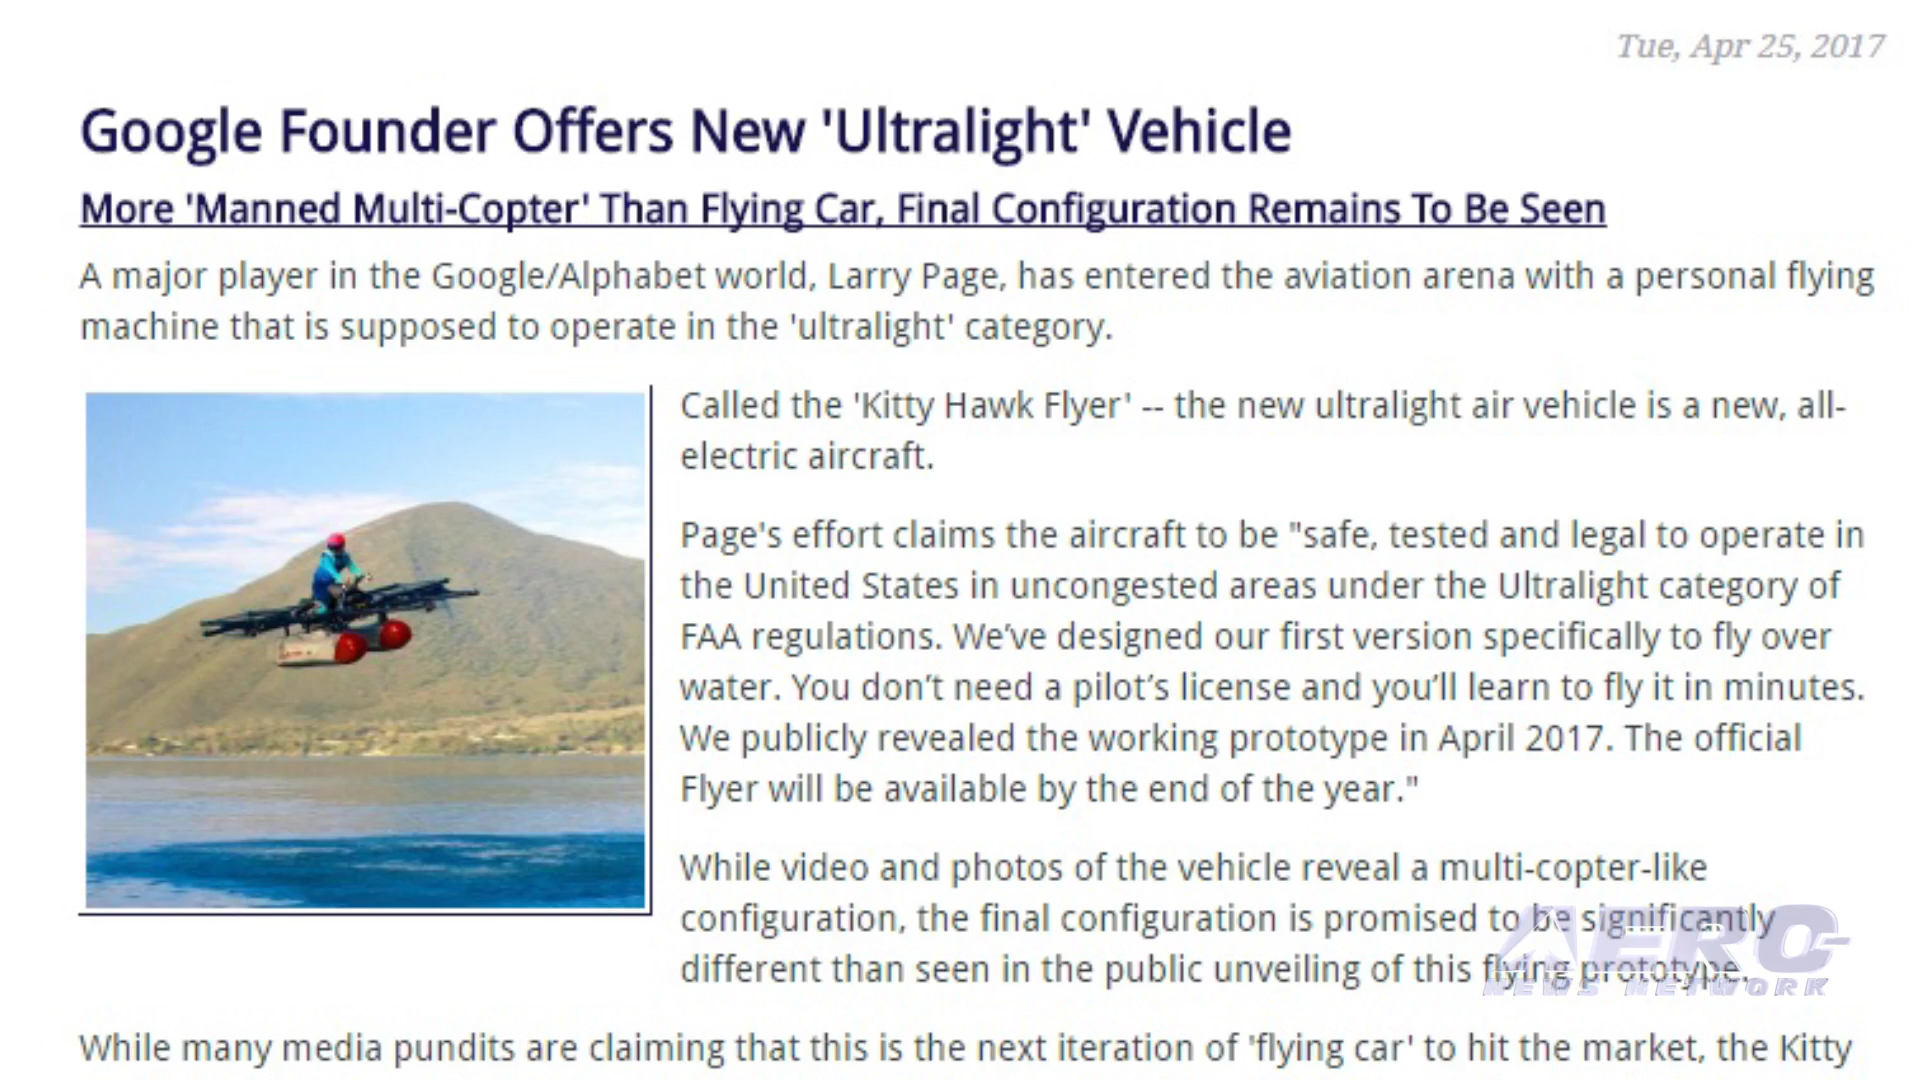 Tue, Apr 25, 2017
Google Founder Offers New 'Ultralight' Vehicle
More 'Manned Multi-Copter' Than Flying Car, Final Configuration Remains To Be Seen
A major player in the Google/Alphabet world, Larry Page, has entered the aviation arena with a personal flying
machine that is supposed to operate in the 'ultralight' category.
Called the 'Kitty Hawk Flyer' -- the new ultralight air vehicle is a new, all-
electric aircraft.
Page's effort claims the aircraft to be "safe, tested and legal to operate in
the United States in uncongested areas under the Ultralight category of
FAA regulations. We’ve designed our first version specifically to fly over
water. You don’t need a pilot’s license and you’ll learn to fly it in minutes.
We publicly revealed the working prototype in April 2017. The official
Flyer will be available by the end of the year."
While video and photos of the vehicle reveal a multi-copter-like
configuration, the final configuration is promised to be significantly
different than seen in the public unveiling of this flying prototype.
AERO
NEWS NETWORK
While many media pundits are claiming that this is the next iteration of 'flying car' to hit the market, the Kitty